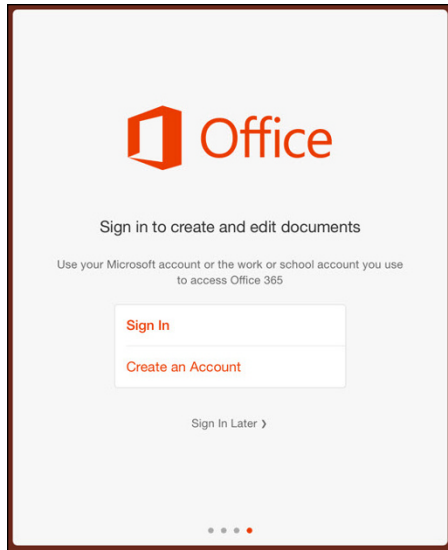 Office
Sign in to create and edit documents
Use your Microsoft account or the work or school account you use
to access Office 365
Sign In
Create an Account
Sign In Later ❯